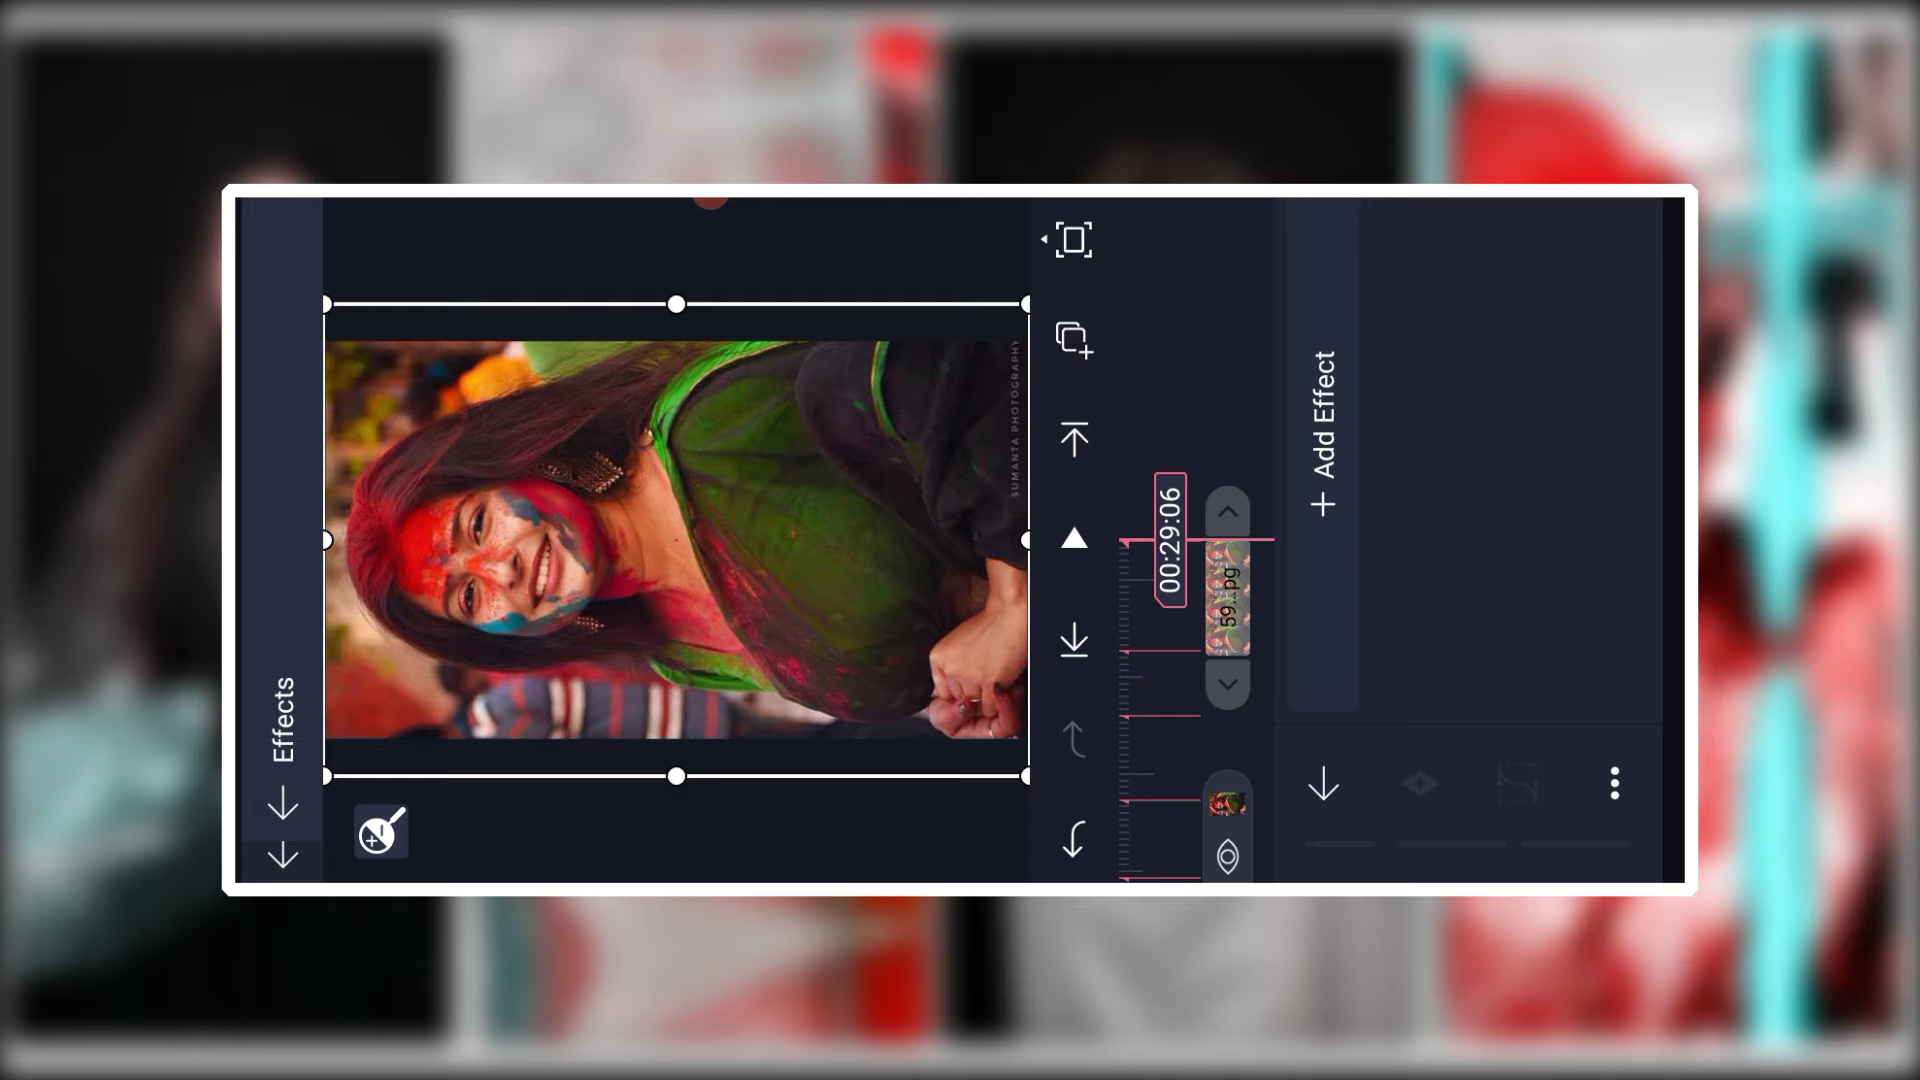 Effects
SUMANTA PHOTOGRAPHY
00:29:06
59...pg
+ Add Effect